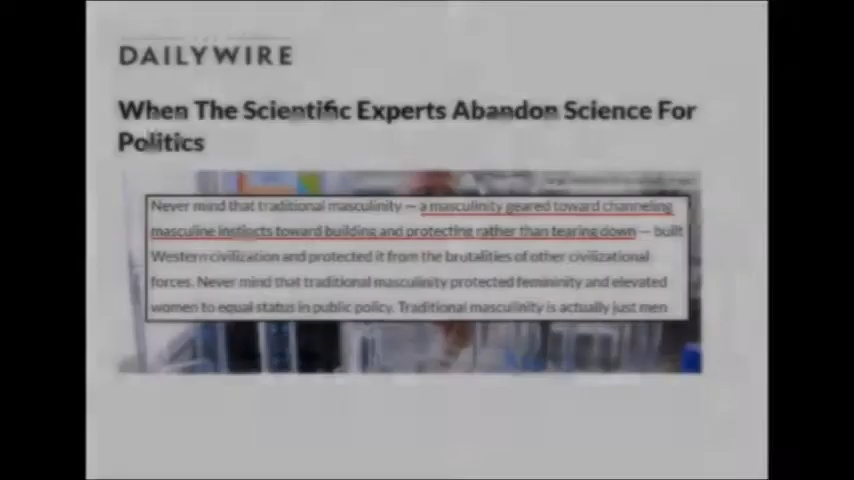 DAILYWIRE
When The Scientific Experts Abandon Science For
Politics
Never mind that traditional masculinity — a masculinity geared toward channeling
masculine instincts toward building and protecting rather than tearing down — built
Western civilization and protected it from the brutalities of other civilizational
forces. Never mind that traditional masculinity protected femininity and elevated
women to equal status in public policy. Traditional masculinity is actually just men